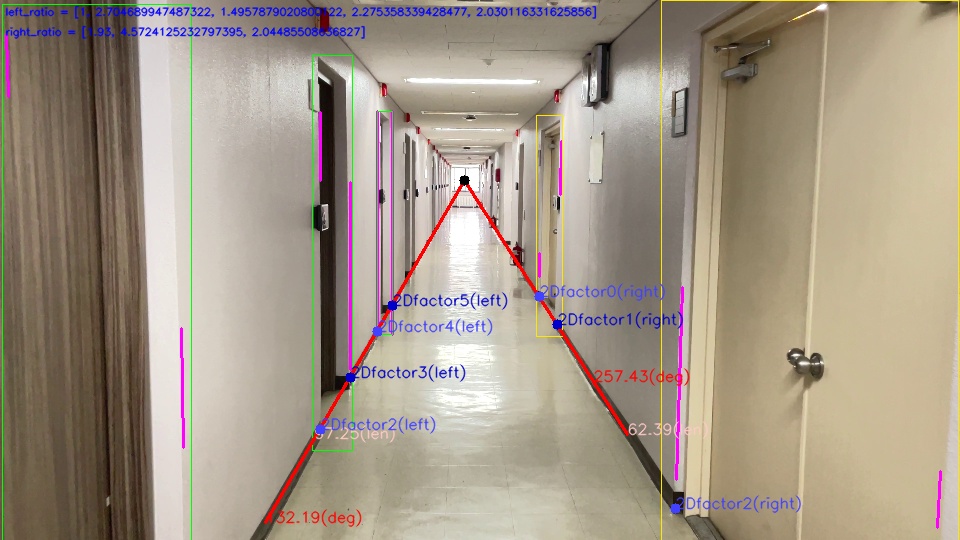 left_ratio = [1, 2.704689947487322, 1.4957879020800622, 2.275358339428477, 2.030116331625856]
right_ratio = [1.93, 4.5724125232797395, 2.04485508636827]
2Dfactor0(right)
2Dfactor5(left)
2Dfactor1(right)
2Dfactor4(left)
2Dfactor3(left)
257.43(deg)
2Dfactor2(left)
62.39(len)
97.25(len)
2Dfactor2(right)
32.19(deg)